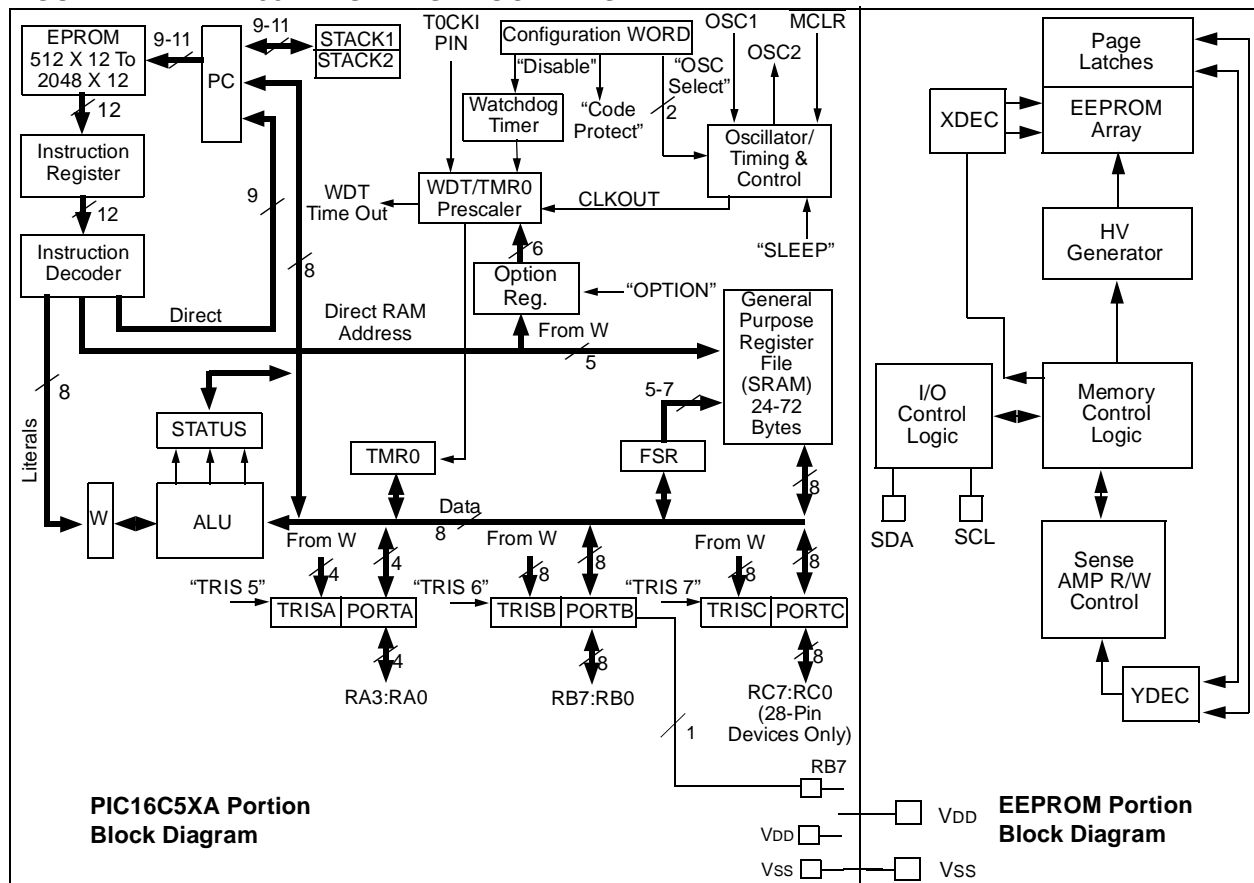 EPROM
512 X 12 To
2048 X 12
9-11
9-11
STACK1
STACK2
PC
T0CKI
PIN
Configuration WORD
"Disable"
"Code
Protect"
"OSC
Select"
2
OSC1
OSC2
MCLR
12
Instruction
Register
12
Instruction
Decoder
Watchdog
Timer
Oscillator/
Timing &
Control
WDT
Time Out
WDT/TMR0
Prescaler
CLKOUT
"SLEEP"
9
8
6
Option
Reg.
"OPTION"
Direct
Direct RAM
Address
From W
5
General
Purpose
Register
File
(SRAM)
24-72
Bytes
8
Literals
STATUS
5-7
TMR0
FSR
8
W
ALU
Data
8
From W
4
4
From W
8
8
From W
8
8
"TRIS 5"
TRISA
PORTA
"TRIS 6"
TRISB
PORTB
"TRIS 7"
TRISC
PORTC
4
8
8
RA3:RA0
RB7:RB0
RC7:RC0
(28-Pin
Devices Only)
1
RB7
PIC16C5XA Portion
Block Diagram
VDD
VSS
Page
Latches
EEPROM
Array
XDEC
HV
Generator
I/O
Control
Logic
Memory
Control
Logic
SDA
SCL
Sense
AMP R/W
Control
YDEC
VDD
VSS
EEPROM Portion
Block Diagram